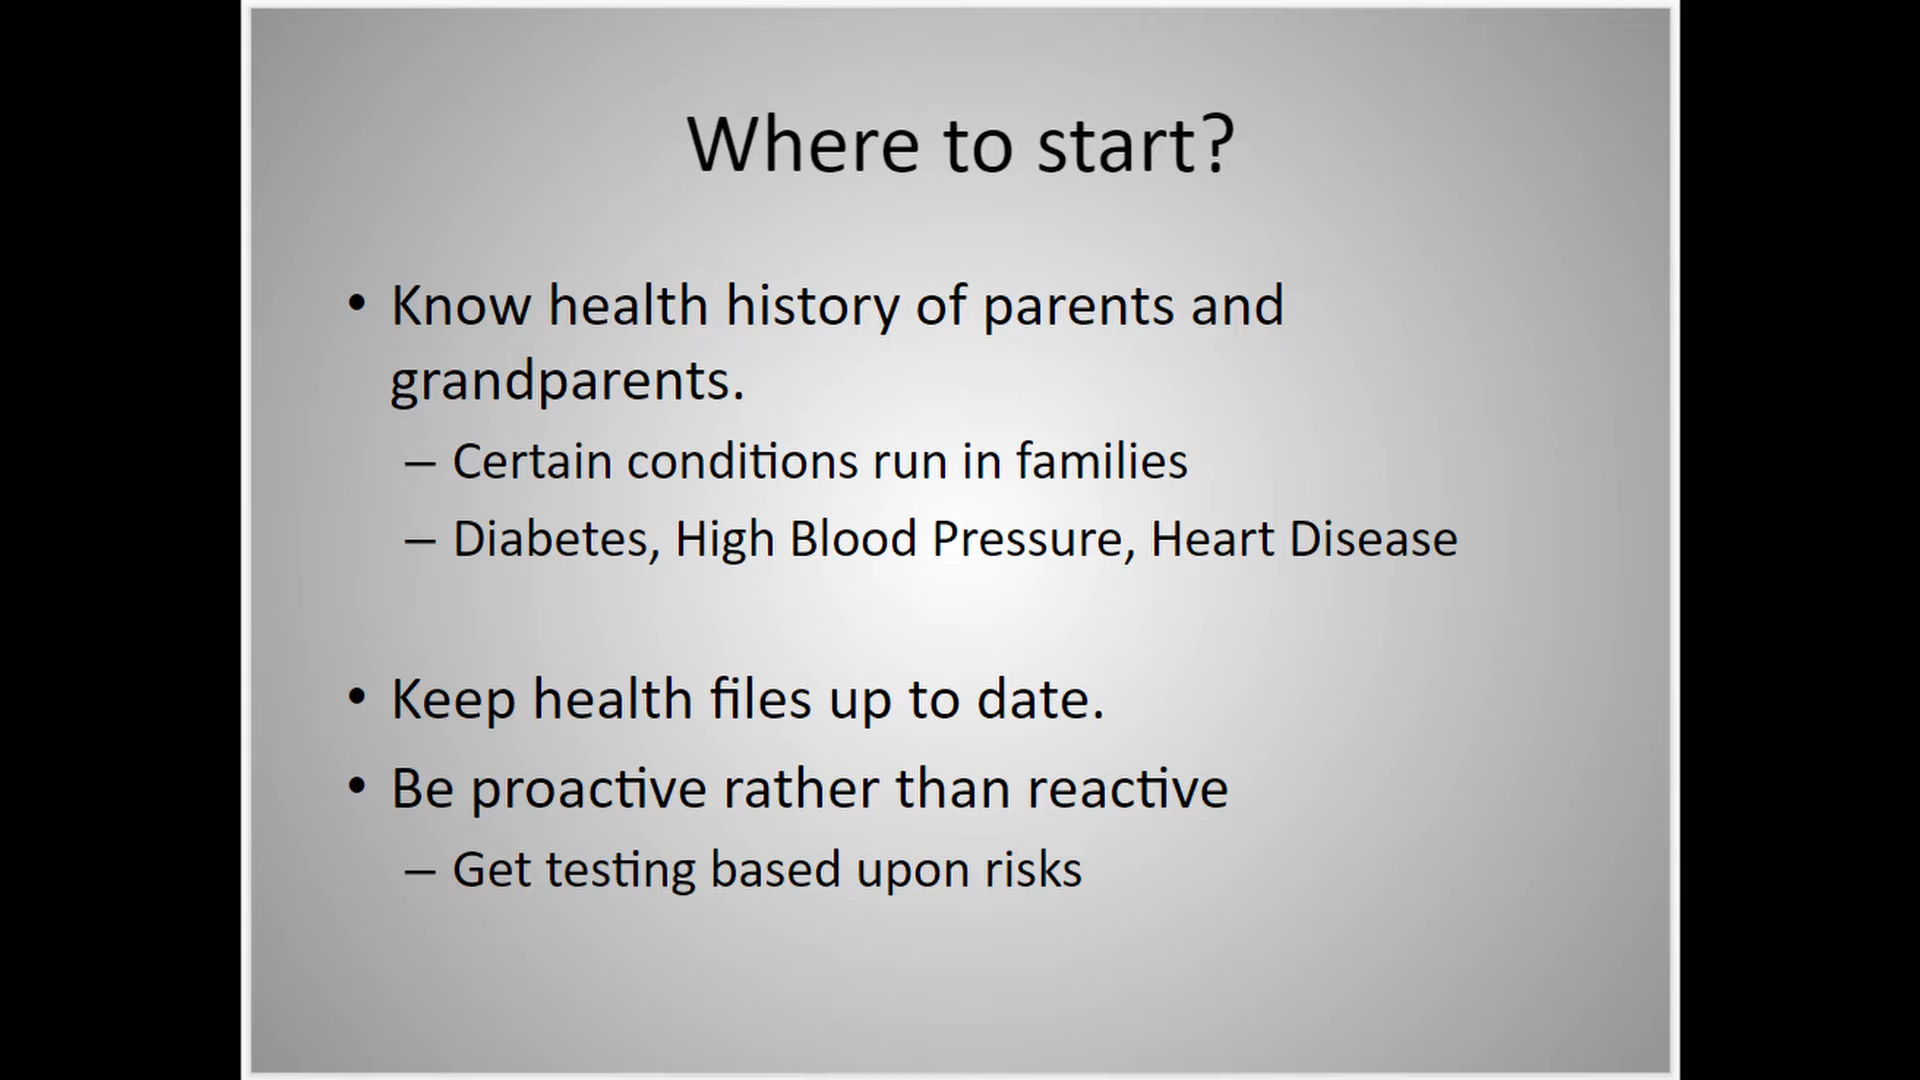 Where to start?
• Know health history of parents and
grandparents.
– Certain conditions run in families
– Diabetes, High Blood Pressure, Heart Disease
• Keep health files up to date.
• Be proactive rather than reactive
– Get testing based upon risks